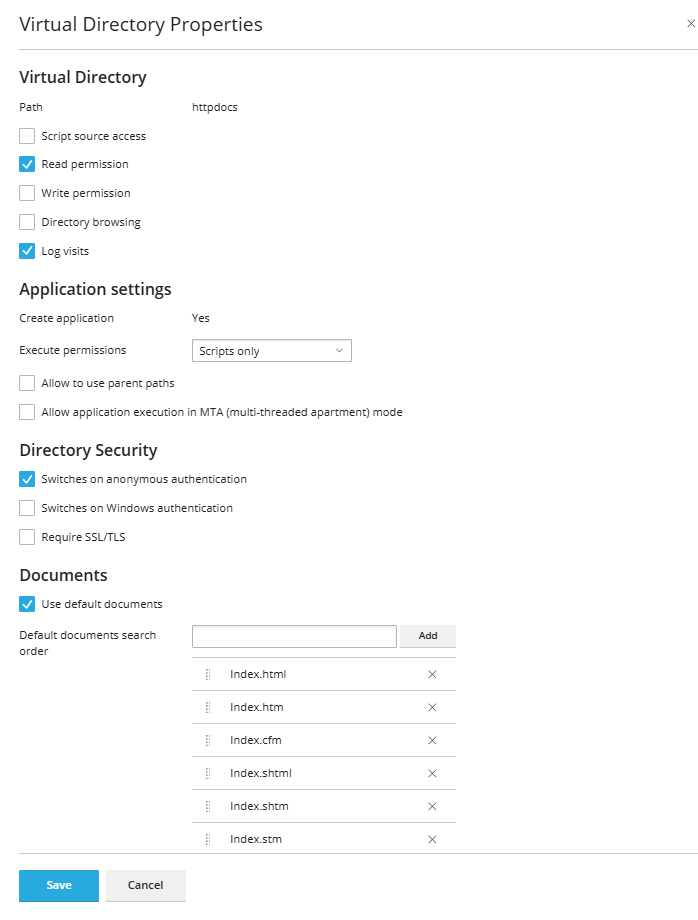 Virtual Directory Properties
Virtual Directory
Path httpdocs
Script source access
Read permission
Write permission
Directory browsing
Log visits
Application settings
Create application Yes
Execute permissions Scripts only
Allow to use parent paths
Allow application execution in MTA (multi-threaded apartment) mode
Directory Security
Switches on anonymous authentication
Switches on Windows authentication
Require SSL/TLS
Documents
Use default documents
Default documents search Add
order
Index.html
Index.htm
Index.cfm
Index.shtml
Index.shtm
Index.stm
Save Cancel